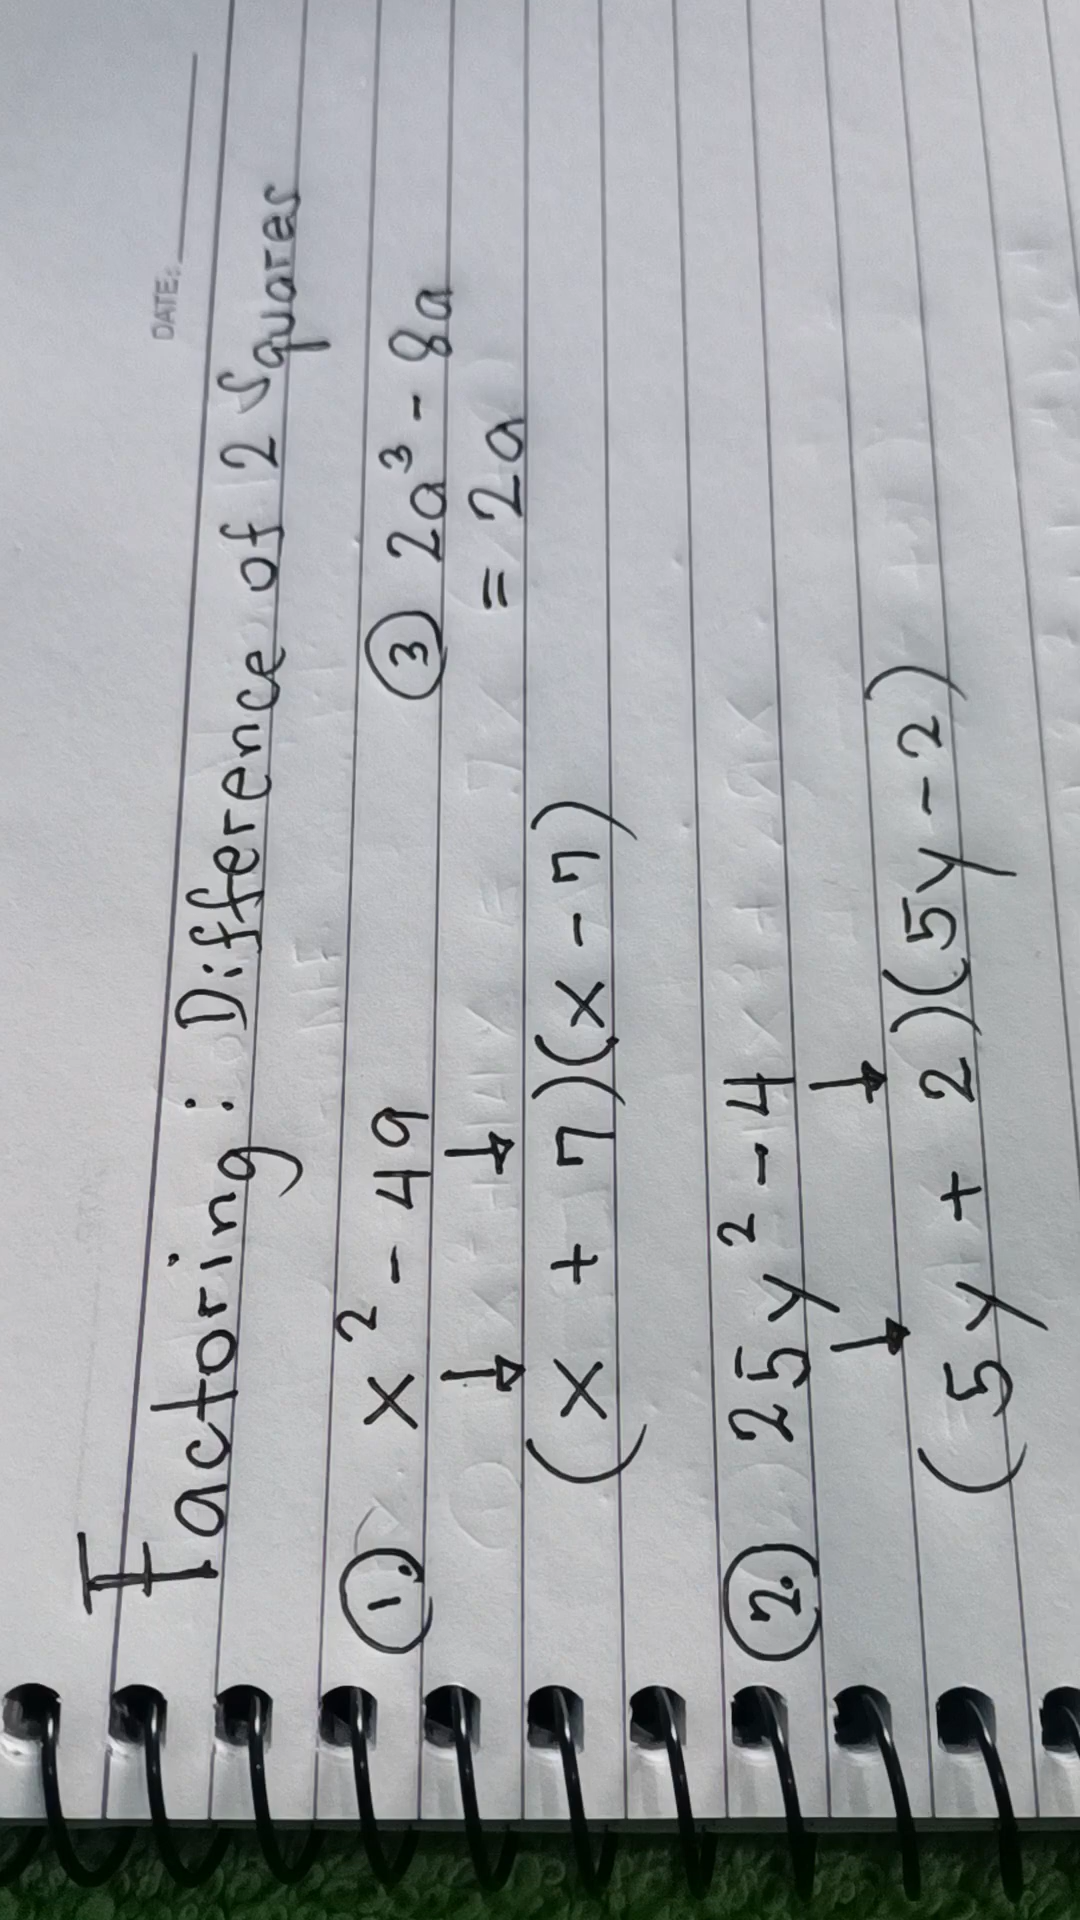 DATE:
Factoring: Difference of 2 Squares
1. x² - 49
(x + 7)(x - 7)
2. 25y² - 4
(5y + 2)(5y - 2)
3 2a³ - 8a
= 2a